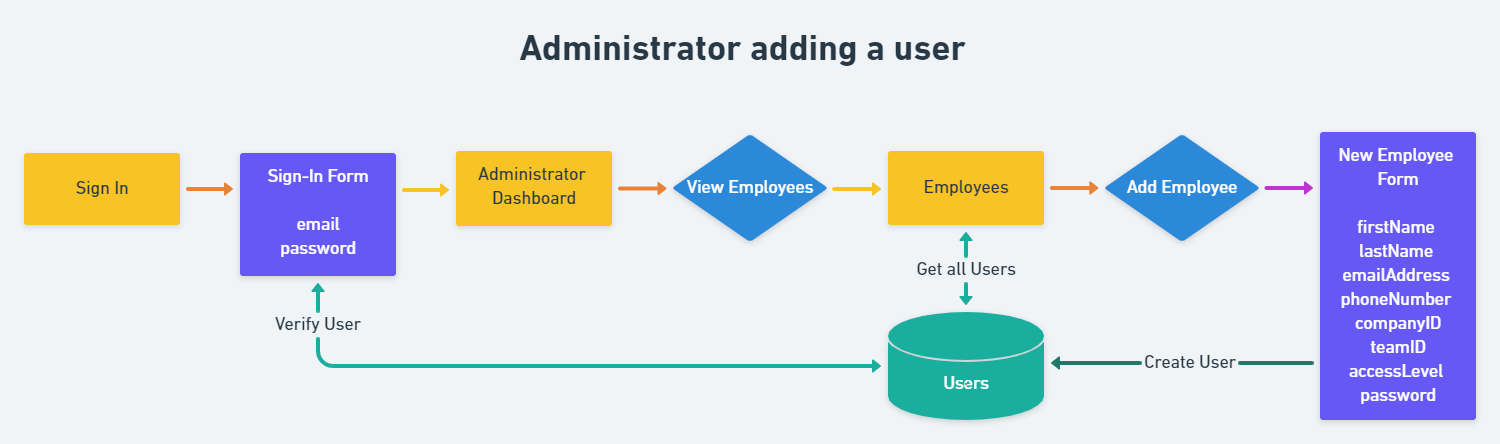 Administrator adding a user
Sign In
Sign-In Form
email
password
Administrator
Dashboard
View Employees
Employees
Add Employee
New Employee
Form
firstName
lastName
emailAddress
phoneNumber
companyID
teamID
accessLevel
password
Get all Users
Verify User
Users
Create User